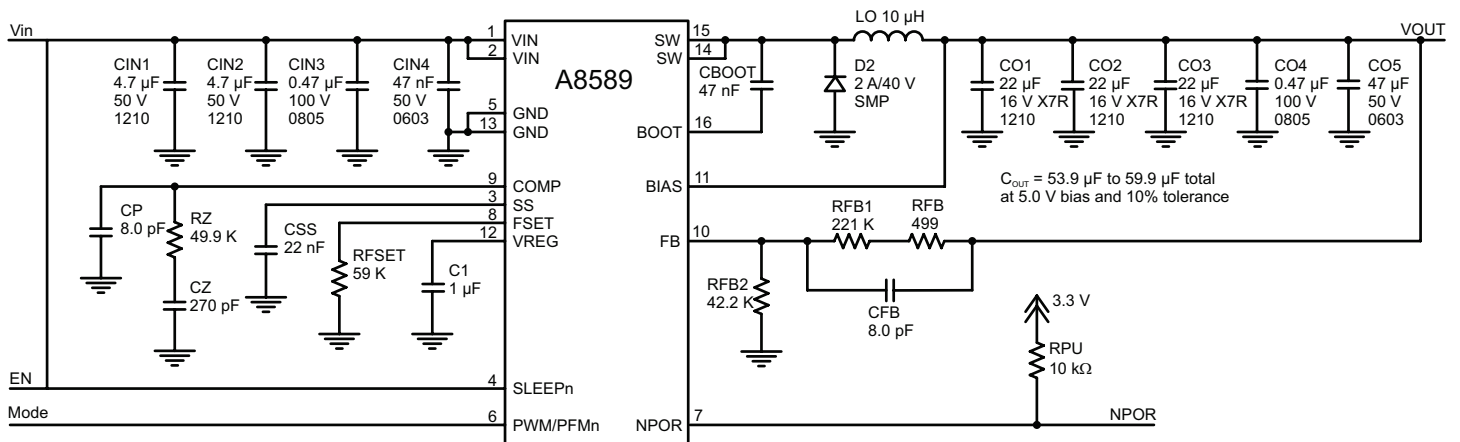 Vin
CIN1
4.7 µF
50 V
1210
CIN2
4.7 µF
50 V
1210
CIN3
0.47 µF
100 V
0805
CIN4
47 nF
50 V
0603
1
VIN
2
VIN
A8589
5
GND
13
GND
9
COMP
3
SS
8
FSET
12
VREG
4
SLEEPn
6
PWM/PFMn
15
SW
14
SW
16
BOOT
11
BIAS
10
FB
7
NPOR
CP
8.0 pF
RZ
49.9 K
CZ
270 pF
CSS
22 nF
RFSET
59 K
C1
1 µF
EN
Mode
CBOOT
47 nF
D2
2 A/40 V
SMP
LO 10 µH
VOUT
CO1
22 µF
16 V X7R
1210
CO2
22 µF
16 V X7R
1210
CO3
22 µF
16 V X7R
1210
CO4
0.47 µF
100 V
0805
CO5
47 µF
50 V
0603
COUT = 53.9 µF to 59.9 µF total
at 5.0 V bias and 10% tolerance
RFB1
221 K
RFB
499
RFB2
42.2 K
CFB
8.0 pF
3.3 V
RPU
10 kΩ
NPOR